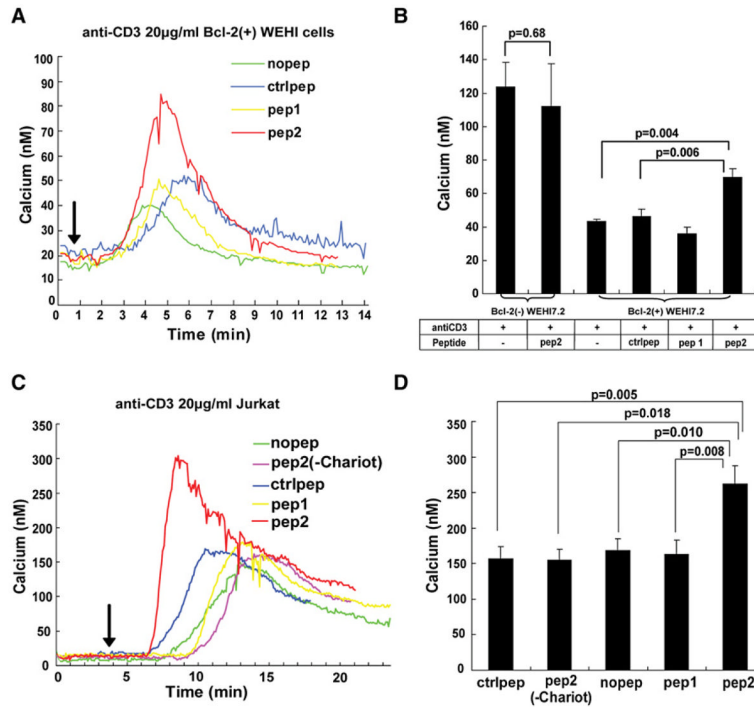 A
anti-CD3 20µg/ml Bcl-2(+) WEHI cells
nopep
ctrlpep
pep1
pep2
Calcium (nM)
100
90
80
70
60
50
40
30
20
10
0
0 1 2 3 4 5 6 7 8 9 10 11 12 13 14
Time (min)
B
p=0.68
p=0.004
p=0.006
Calcium (nM)
160
140
120
100
80
60
40
20
0
Bcl-2(-) WEHI7.2 Bcl-2(+) WEHI7.2
antiCD3 + + + + + +
Peptide - pep2 - ctrlpep pep 1 pep2
C
anti-CD3 20µg/ml Jurkat
nopep
pep2(-Chariot)
ctrlpep
pep1
pep2
Calcium (nM)
350
300
250
200
150
100
50
0
0 5 10 15 20
Time (min)
D
p=0.005
p=0.018
p=0.010
p=0.008
Calcium (nM)
350
300
250
200
150
100
50
0
ctrlpep pep2 nopep pep1 pep2
(-Chariot)